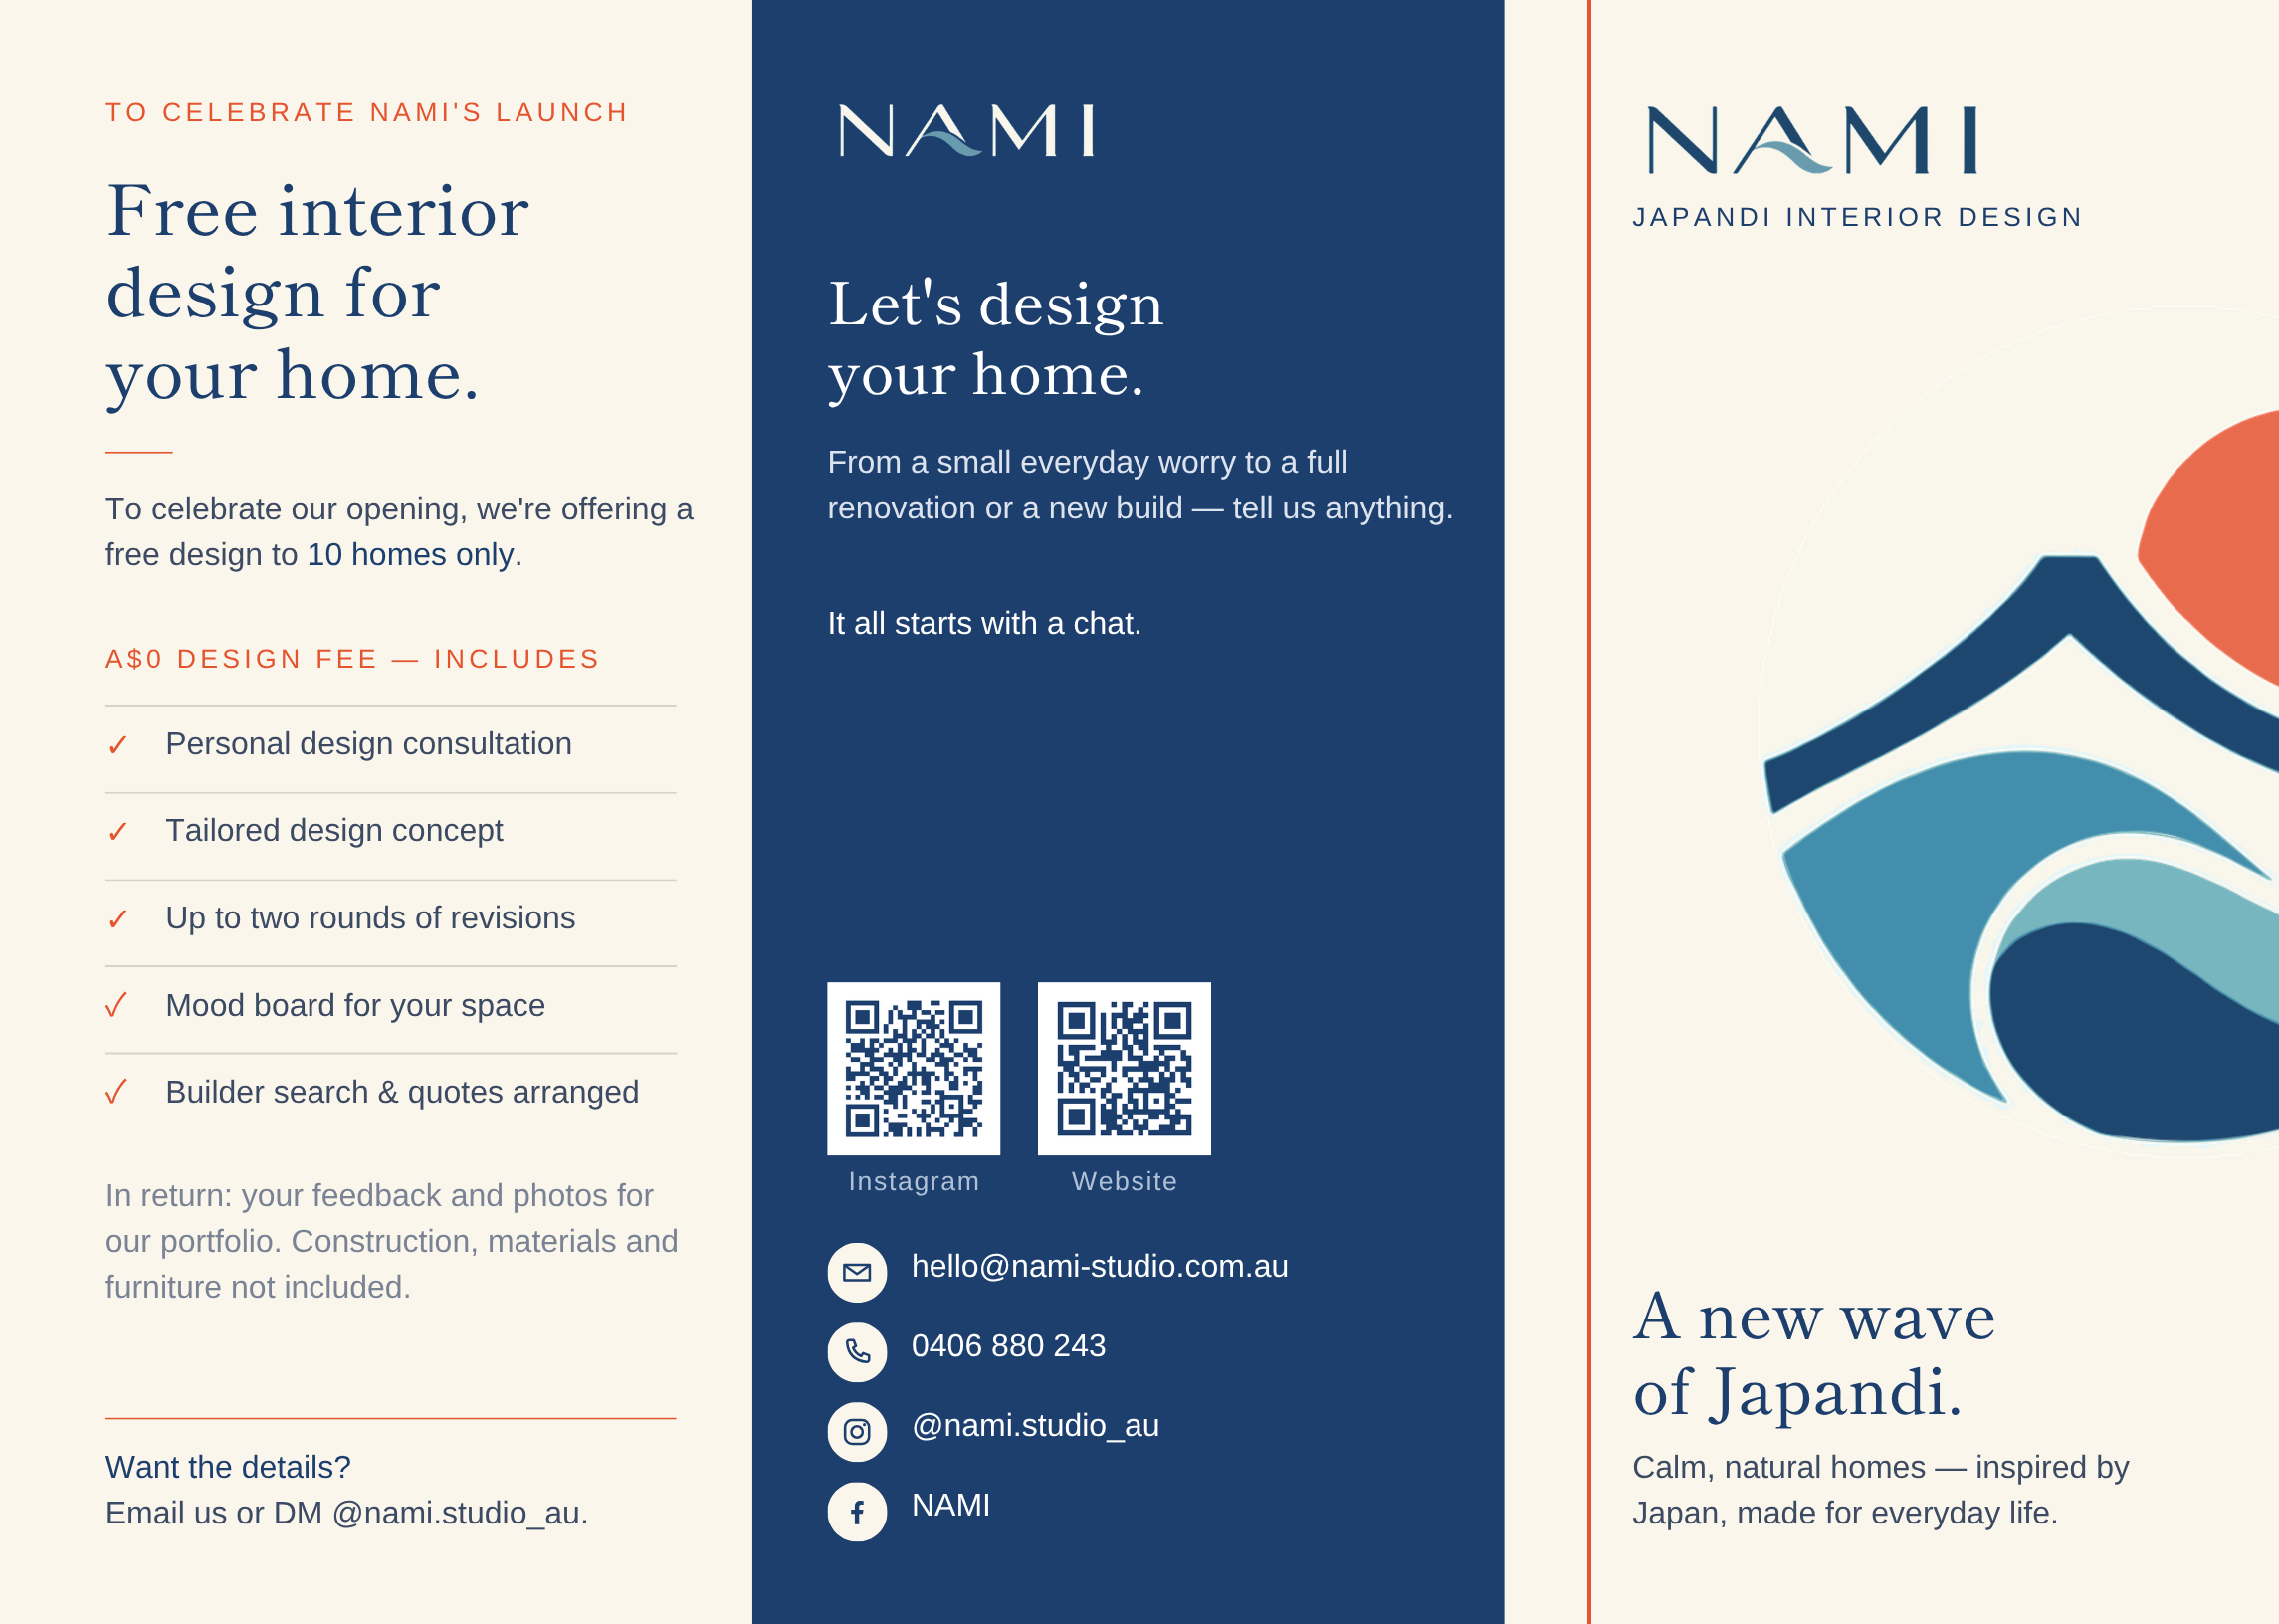 TO CELEBRATE NAMI'S LAUNCH
Free interior
design for
your home.
To celebrate our opening, we're offering a
free design to 10 homes only.
A$0 DESIGN FEE — INCLUDES
✓ Personal design consultation
✓ Tailored design concept
✓ Up to two rounds of revisions
✓ Mood board for your space
✓ Builder search & quotes arranged
In return: your feedback and photos for
our portfolio. Construction, materials and
furniture not included.
Want the details?
Email us or DM @nami.studio_au.
NAMI
Let's design
your home.
From a small everyday worry to a full
renovation or a new build — tell us anything.
It all starts with a chat.
Instagram
Website
hello@nami-studio.com.au
0406 880 243
@nami.studio_au
NAMI
NAMI
JAPANDI INTERIOR DESIGN
A new wave
of Japandi.
Calm, natural homes — inspired by
Japan, made for everyday life.